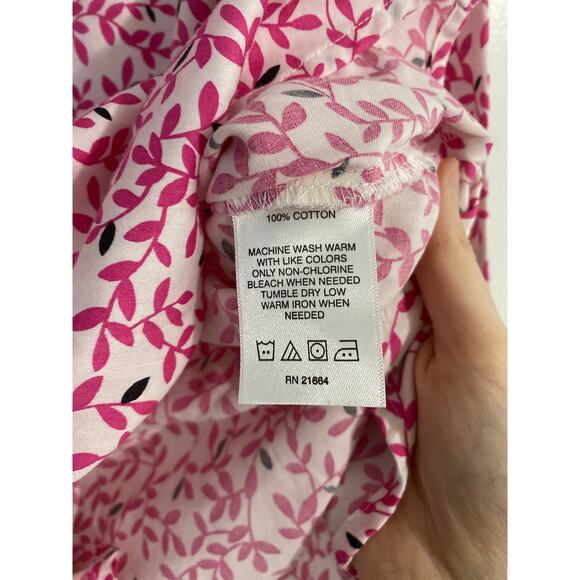 100% COTTON
MACHINE WASH WARM
WITH LIKE COLORS
ONLY NON-CHLORINE
BLEACH WHEN NEEDED
TUMBLE DRY LOW
WARM IRON WHEN
NEEDED
RN 21664